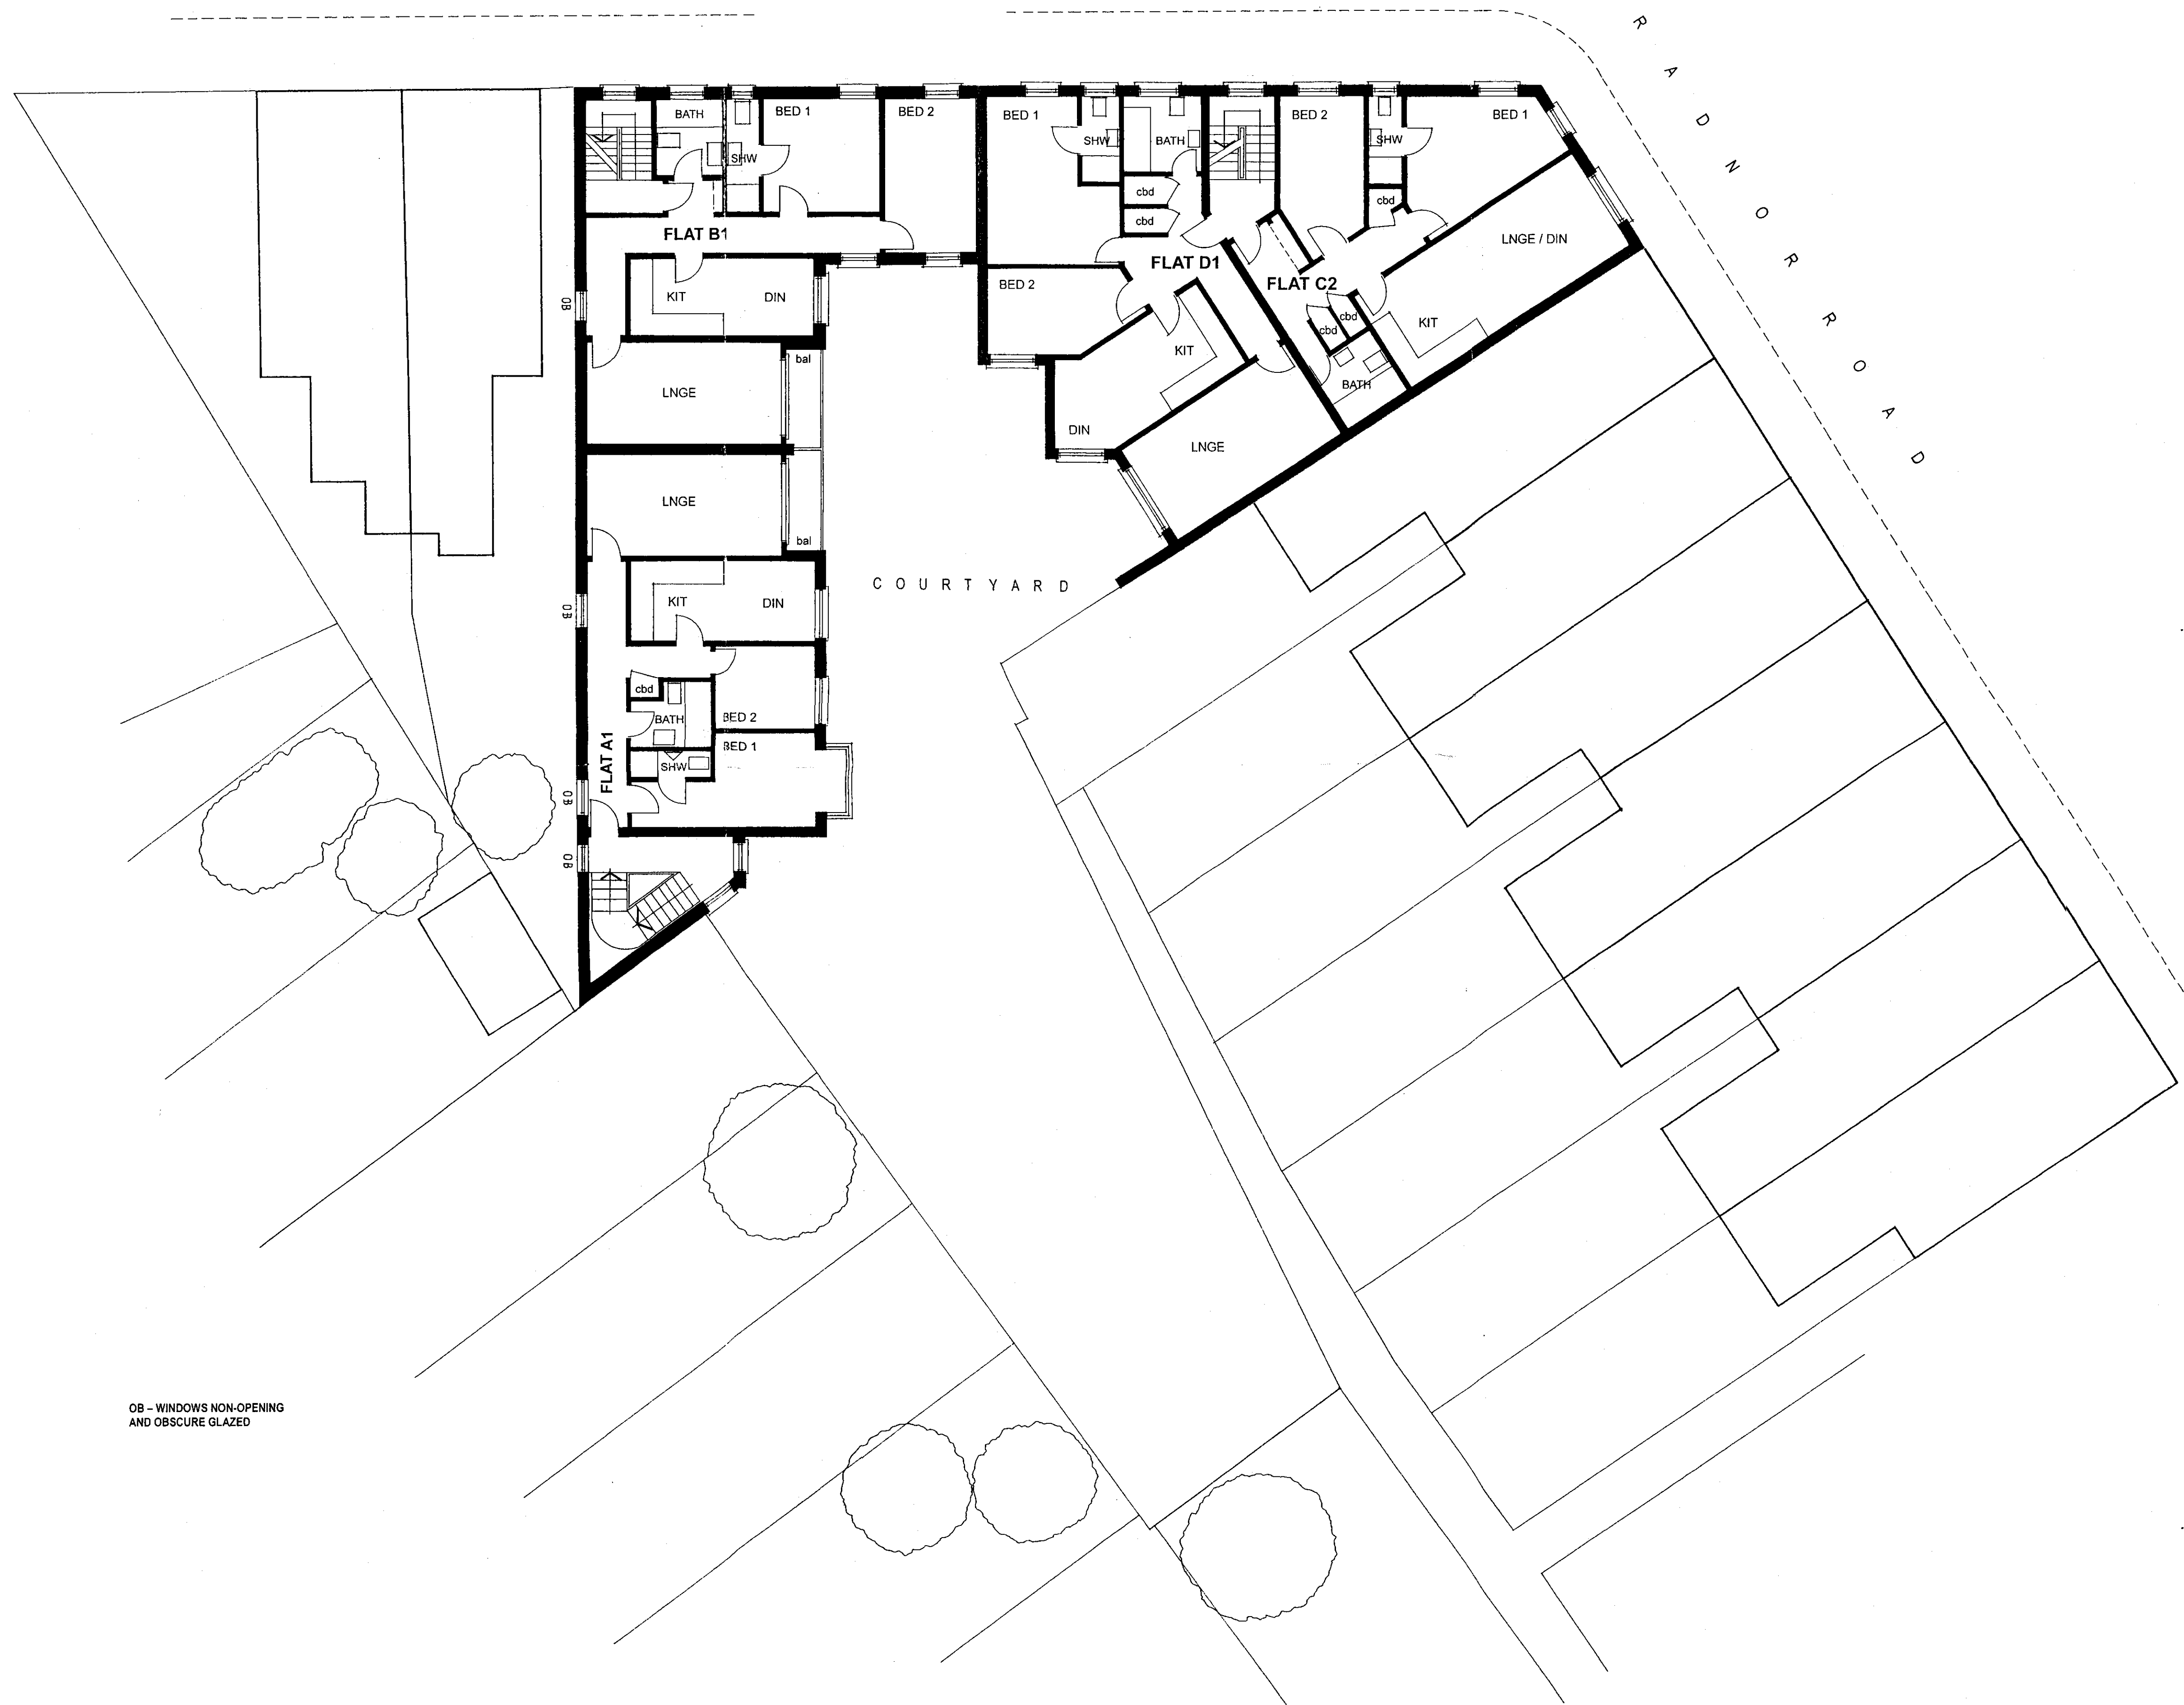 RADNOR ROAD
BATH
SHW
BED 1
BED 2
FLAT B1
KIT
DIN
OB
LNGE
bal
LNGE
bal
OB
KIT
DIN
cbd
BATH
BED 2
BED 1
SHW
FLAT A1
OB
OB
COURTYARD
BED 1
SHW
BATH
cbd
cbd
FLAT D1
BED 2
KIT
DIN
LNGE
BED 2
SHW
BED 1
cbd
LNGE / DIN
FLAT C2
cbd
cbd
KIT
BATH
OB – WINDOWS NON-OPENING
AND OBSCURE GLAZED